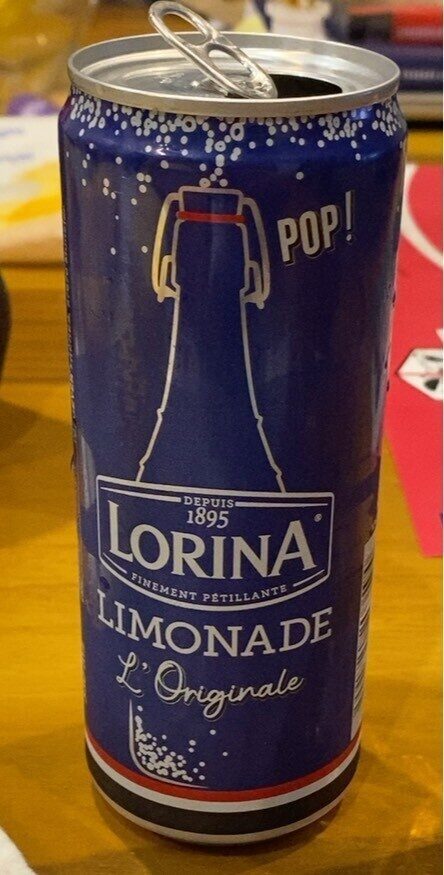 POP!
DEPUIS
1895
LORINA®
FINEMENT PÉTILLANTE
LIMONADE
L'Originale